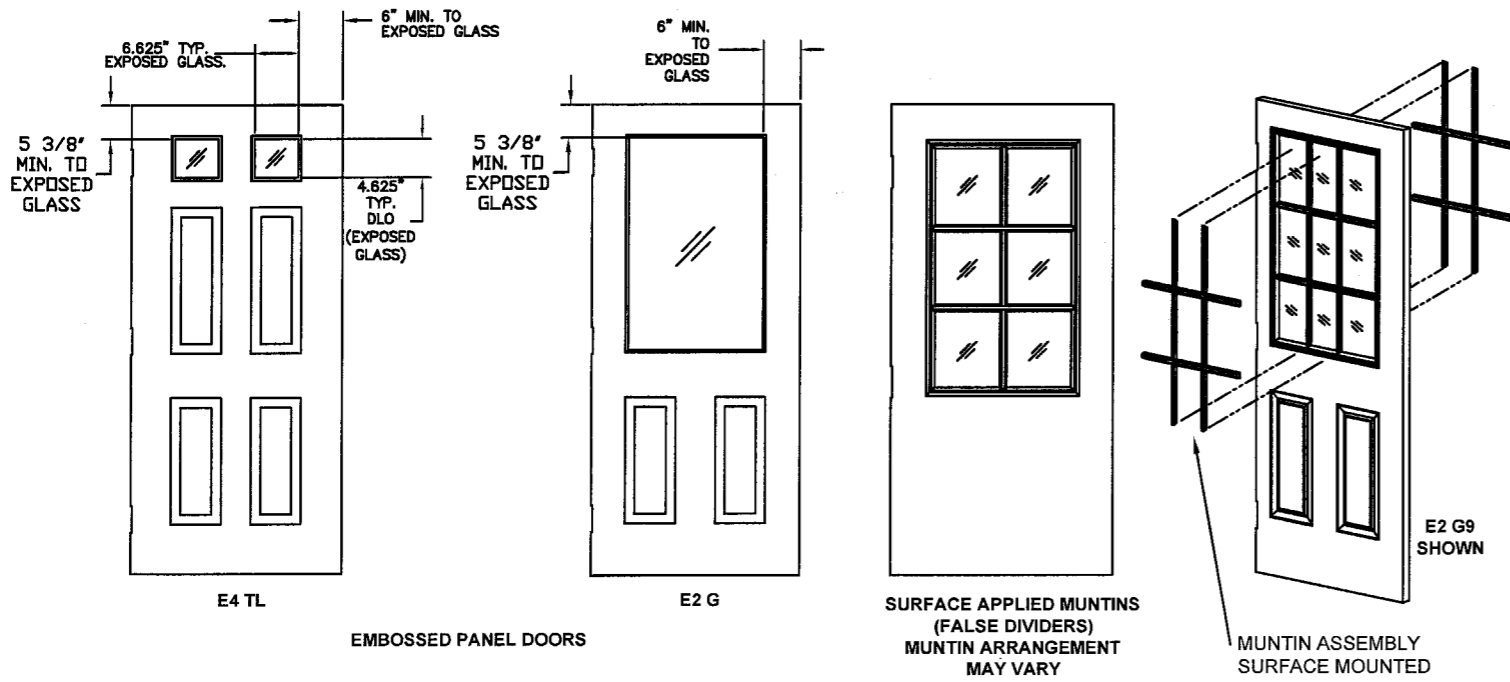 6" MIN. TO
EXPOSED GLASS
6.625" TYP.
EXPOSED GLASS.
5 3/8"
MIN. TO
EXPOSED
GLASS
4.625"
TYP.
DLO
(EXPOSED
GLASS)
E4 TL
6" MIN.
TO
EXPOSED
GLASS
5 3/8"
MIN. TO
EXPOSED
GLASS
E2 G
EMBOSSED PANEL DOORS
SURFACE APPLIED MUNTINS
(FALSE DIVIDERS)
MUNTIN ARRANGEMENT
MAY VARY
E2 G9
SHOWN
MUNTIN ASSEMBLY
SURFACE MOUNTED